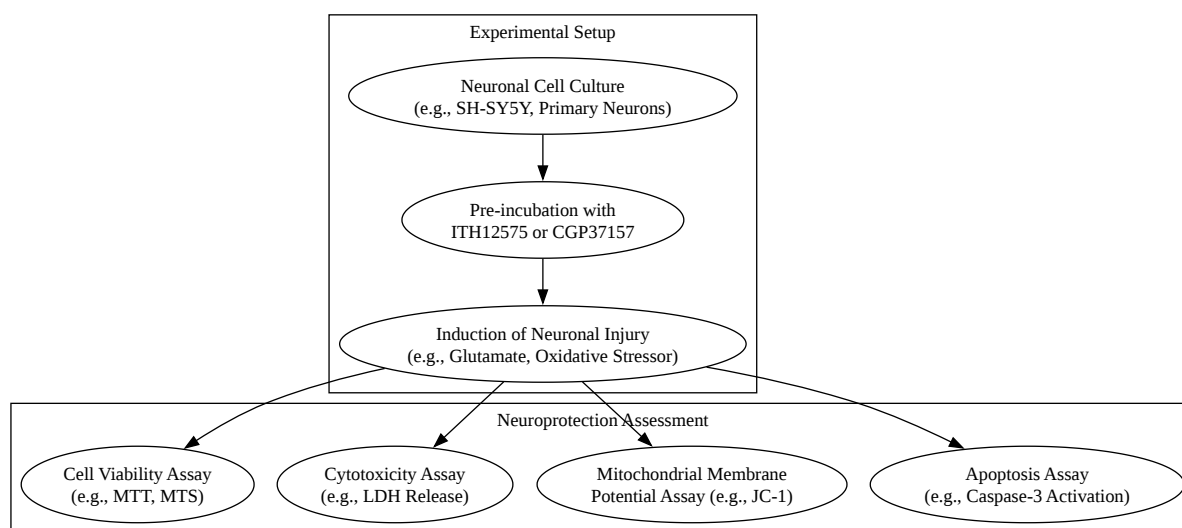 Experimental Setup
Neuronal Cell Culture
(e.g., SH-SY5Y, Primary Neurons)
Pre-incubation with
ITH12575 or CGP37157
Induction of Neuronal Injury
(e.g., Glutamate, Oxidative Stressor)
Neuroprotection Assessment
Cell Viability Assay
(e.g., MTT, MTS)
Cytotoxicity Assay
(e.g., LDH Release)
Mitochondrial Membrane
Potential Assay (e.g., JC-1)
Apoptosis Assay
(e.g., Caspase-3 Activation)